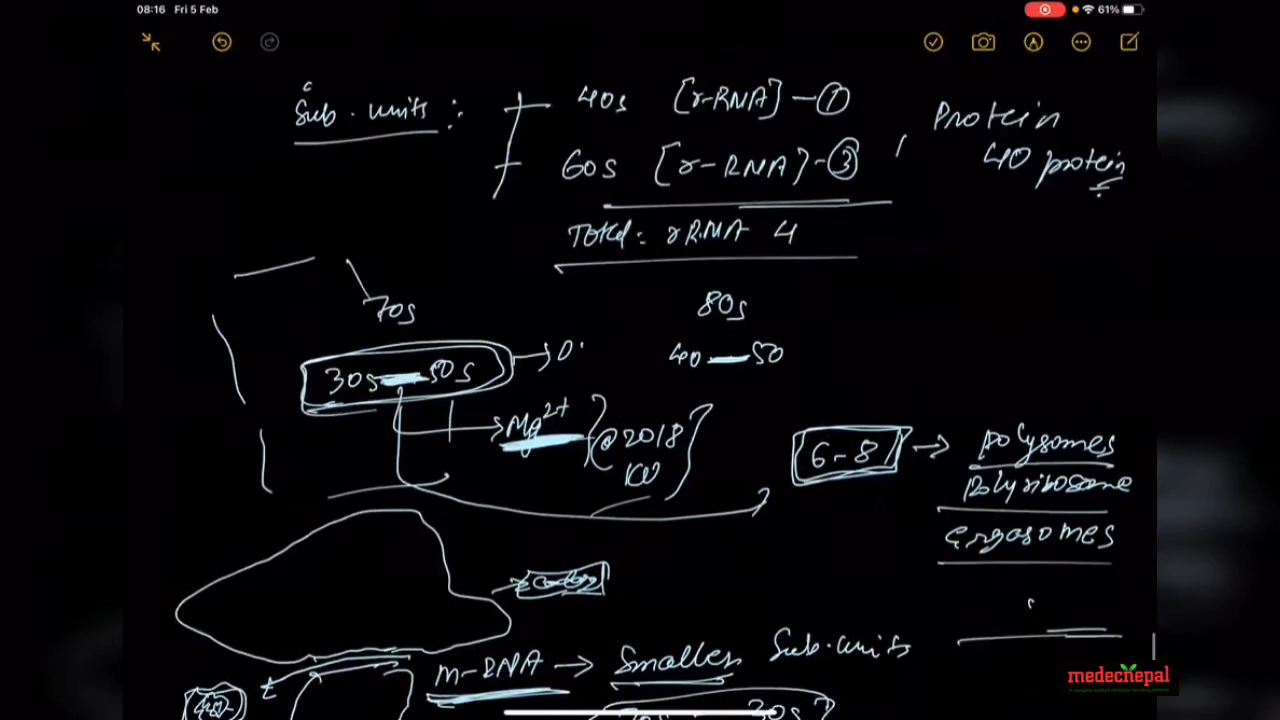 08:16 Fri 5 Feb 61%
Sub-units : 40s [r-RNA] - 1
60s [r-RNA] - 3
Protein
40 protein
Total: rRNA 4
70s
80s
30s 50s
40 50
Mg2+ {@2018
6-8 → polysomes
Polyribosome
ergosomes
m-RNA → Smaller Sub-units
30s
medechepal